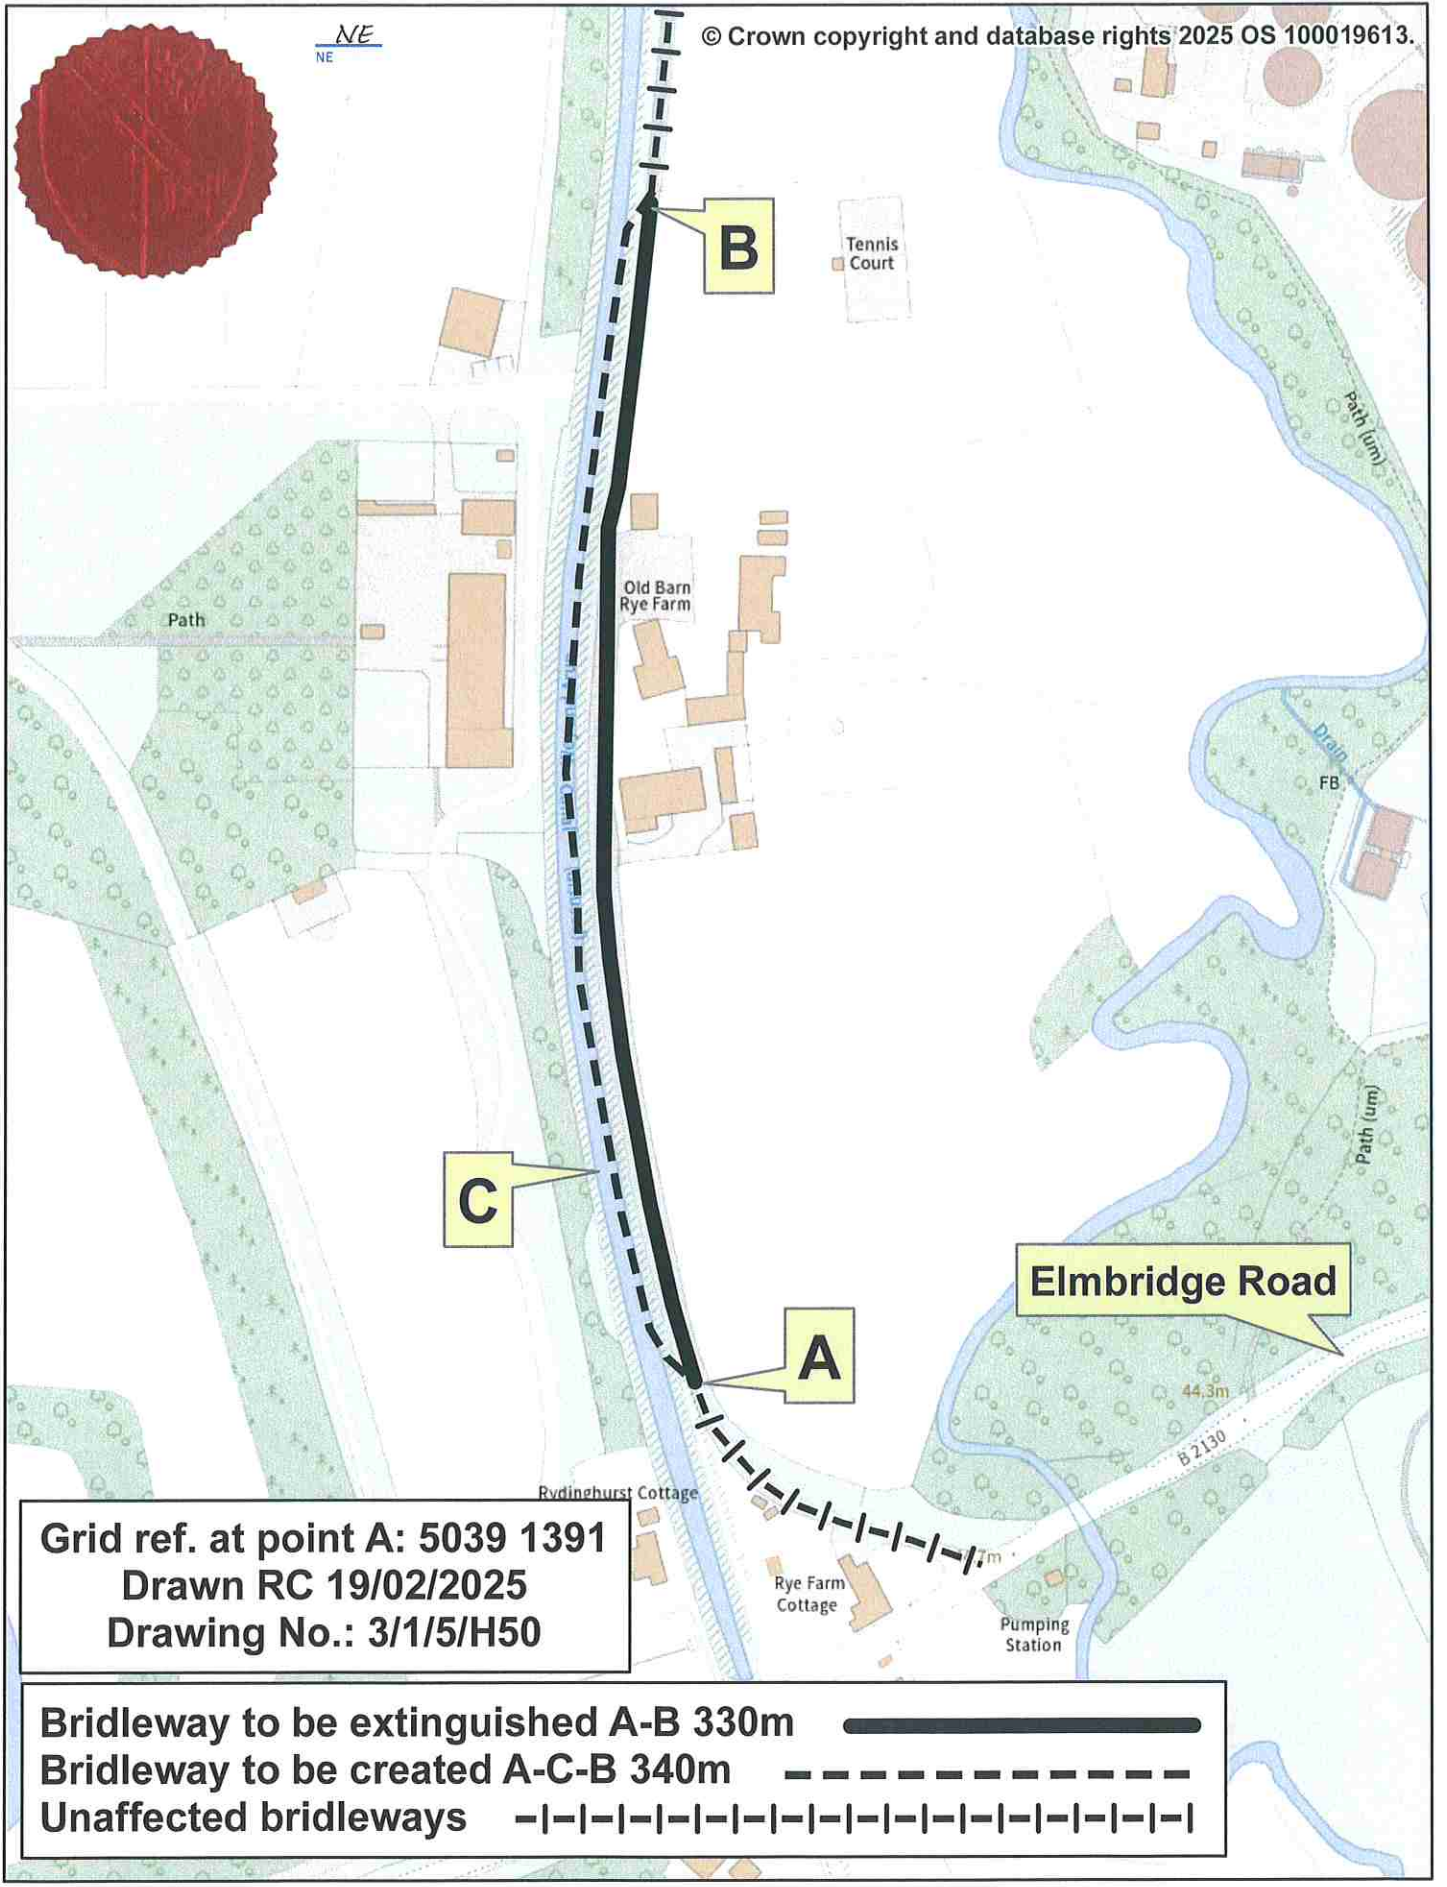 NE
NE
© Crown copyright and database rights 2025 OS 100019613.
B
Tennis
Court
Path (um)
Old Barn
Rye Farm
Path
Drain
FB
Path (um)
C
Elmbridge Road
A
44.3m
B 2130
Rydinghurst Cottage
Rye Farm
Cottage
Pumping
Station
Grid ref. at point A: 5039 1391
Drawn RC 19/02/2025
Drawing No.: 3/1/5/H50
Bridleway to be extinguished A-B 330m
Bridleway to be created A-C-B 340m
Unaffected bridleways